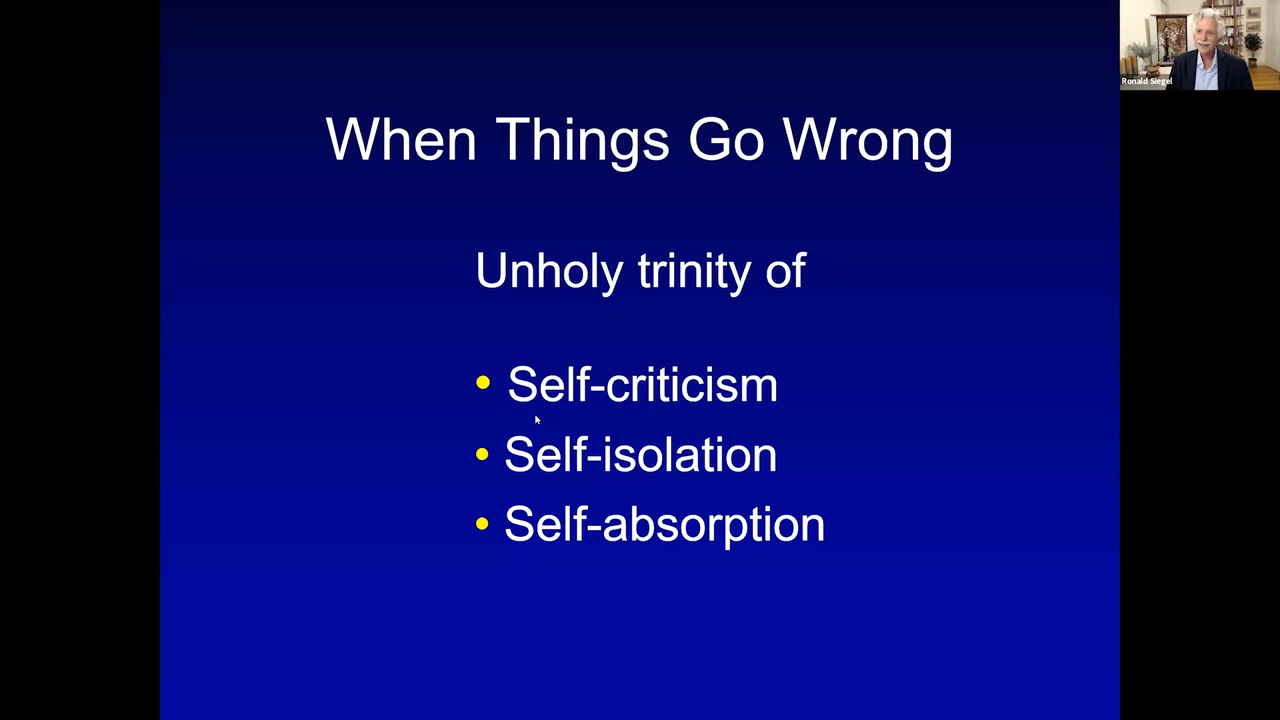 When Things Go Wrong
Unholy trinity of
• Self-criticism
• Self-isolation
• Self-absorption
Ronald Siegel